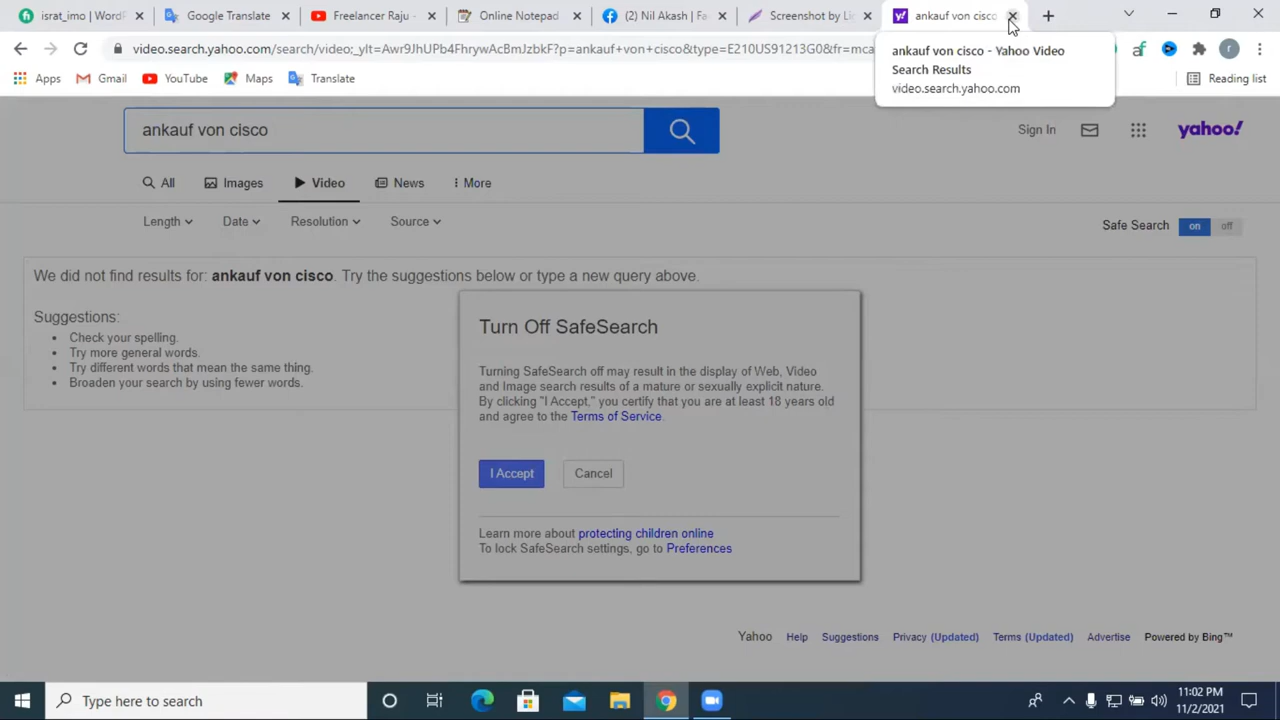 israt_imo | WordP
Google Translate
Freelancer Raju -
Online Notepad
(2) Nil Akash | Fa
Screenshot by Lig
ankauf von cisco
video.search.yahoo.com/search/video;_ylt=Awr9JhUPb4FhrywAcBmJzbkF?p=ankauf+von+cisco&type=E210US91213G0&fr=mca
ankauf von cisco - Yahoo Video
Search Results
video.search.yahoo.com
af
r
Apps
Gmail
YouTube
Maps
Translate
Reading list
ankauf von cisco
Sign In
yahoo!
All
Images
Video
News
More
Length
Date
Resolution
Source
Safe Search
on
off
We did not find results for: ankauf von cisco. Try the suggestions below or type a new query above.
Suggestions:
• Check your spelling.
• Try more general words.
• Try different words that mean the same thing.
• Broaden your search by using fewer words.
Turn Off SafeSearch
Turning SafeSearch off may result in the display of Web, Video
and Image search results of a mature or sexually explicit nature.
By clicking "I Accept," you certify that you are at least 18 years old
and agree to the Terms of Service.
I Accept
Cancel
Learn more about protecting children online
To lock SafeSearch settings, go to Preferences
Yahoo
Help
Suggestions
Privacy (Updated)
Terms (Updated)
Advertise
Powered by Bing™
Type here to search
11:02 PM
11/2/2021